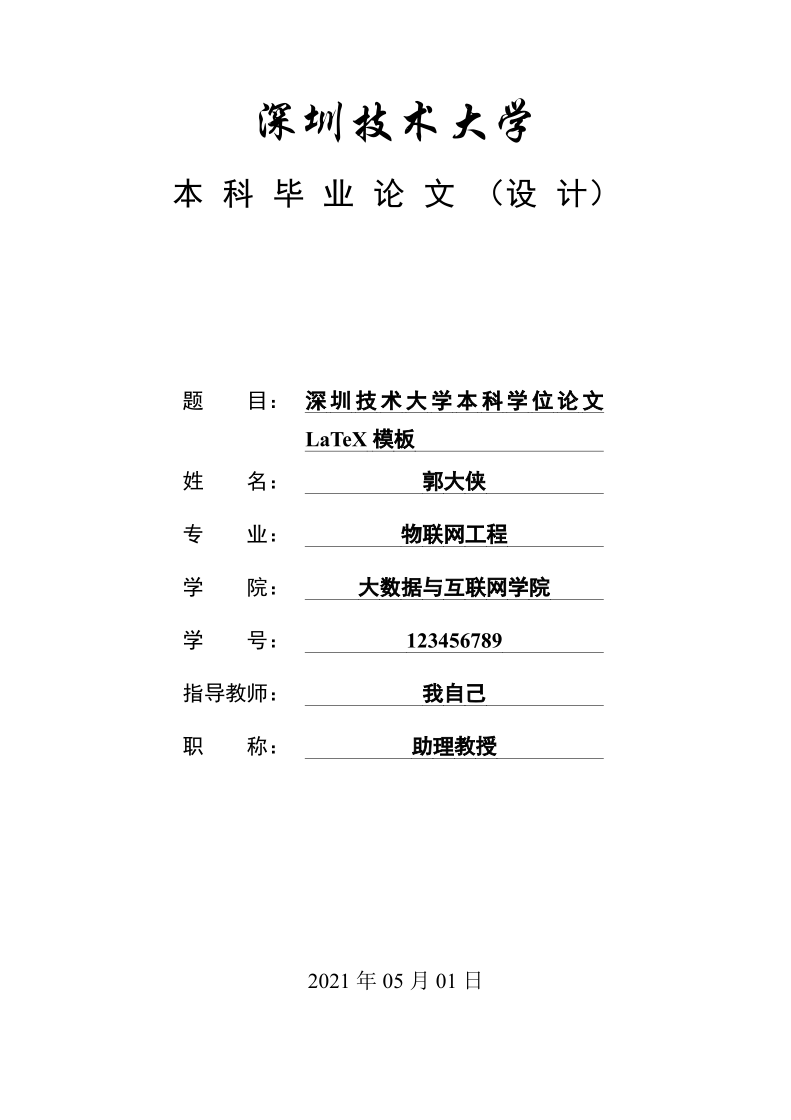 深圳技术大学
本科毕业论文（设计）
题　　目： 深圳技术大学本科学位论文
LaTeX 模板
姓　　名： 郭大侠
专　　业： 物联网工程
学　　院： 大数据与互联网学院
学　　号： 123456789
指导教师： 我自己
职　　称： 助理教授
2021 年 05 月 01 日